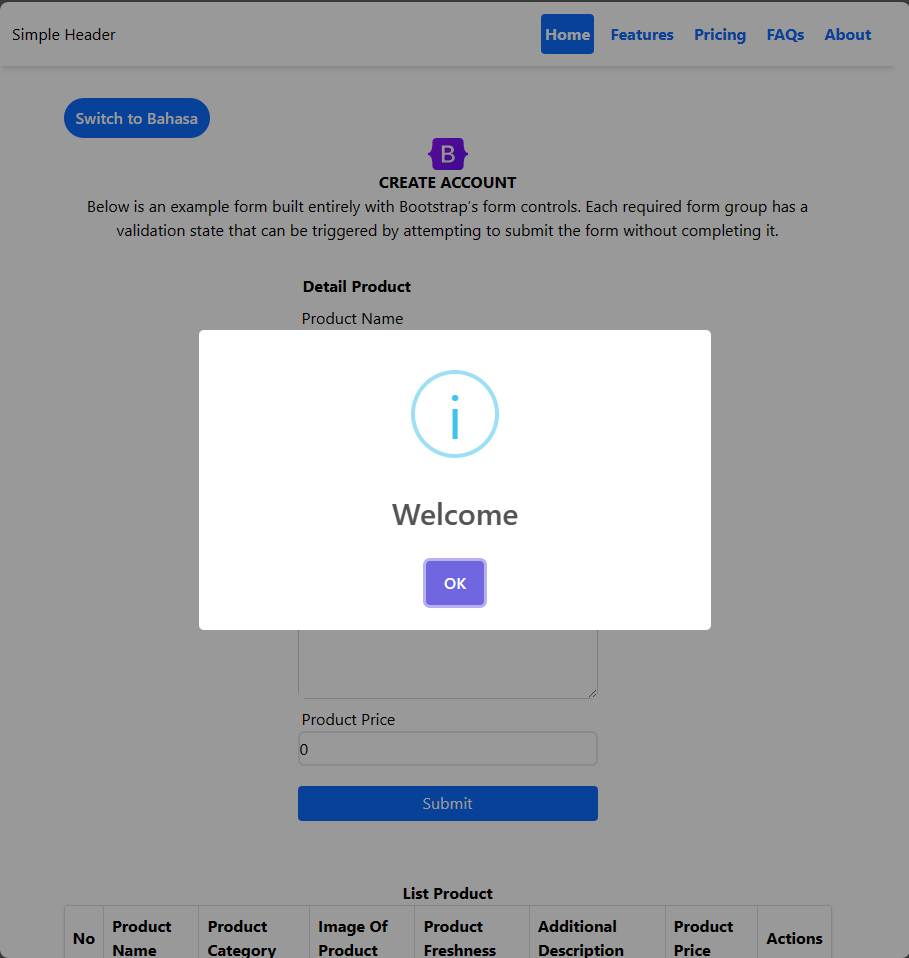 Simple Header
Home Features Pricing FAQs About
Switch to Bahasa
B
CREATE ACCOUNT
Below is an example form built entirely with Bootstrap’s form controls. Each required form group has a
validation state that can be triggered by attempting to submit the form without completing it.
Detail Product
Product Name
i
Welcome
OK
Product Price
0
Submit
List Product
No
Product Name
Product Category
Image Of Product
Product Freshness
Additional Description
Product Price
Actions